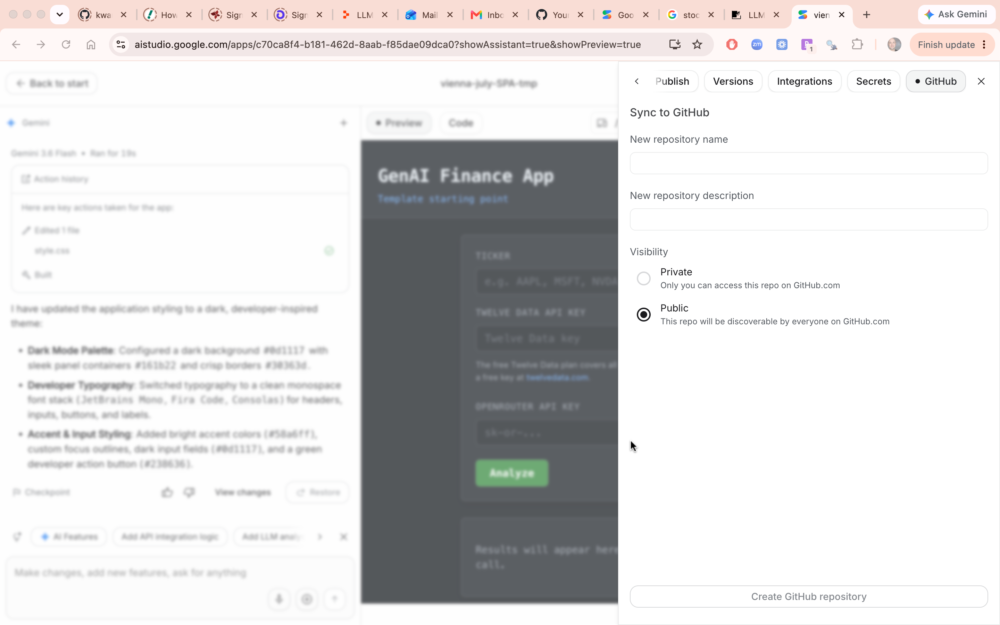 kwa
How
Sign
Sign
LLM
Mail
Inbo
Your
Goo
stoc
LLM
vien
Ask Gemini
aistudio.google.com/apps/c70ca8f4-b181-462d-8aab-f85dae09dca0?showAssistant=true&showPreview=true
zm
1
Finish update
Back to start
vienna-july-SPA-tmp
Publish
Versions
Integrations
Secrets
GitHub
Gemini
Preview
Code
Gemini 3.6 Flash • Ran for 19s
Action history
Here are key actions taken for the app:
Edited 1 file
style.css
Built
I have updated the application styling to a dark, developer-inspired
theme:
• Dark Mode Palette: Configured a dark background #0d1117 with
sleek panel containers #161b22 and crisp borders #30363d.
• Developer Typography: Switched typography to a clean monospace
font stack (JetBrains Mono, Fira Code, Consolas) for headers,
inputs, buttons, and labels.
• Accent & Input Styling: Added bright accent colors (#58a6ff),
custom focus outlines, dark input fields (#0d1117), and a green
developer action button (#238636).
Checkpoint
View changes
Restore
AI Features
Add API integration logic
Add LLM analy
Make changes, add new features, ask for anything
GenAI Finance App
Template starting point
TICKER
e.g. AAPL, MSFT, NVDA
TWELVE DATA API KEY
Twelve Data key
The free Twelve Data plan covers all
a free key at twelvedata.com.
OPENROUTER API KEY
sk-or-...
Analyze
Results will appear here
call.
Sync to GitHub
New repository name
New repository description
Visibility
Private
Only you can access this repo on GitHub.com
Public
This repo will be discoverable by everyone on GitHub.com
Create GitHub repository